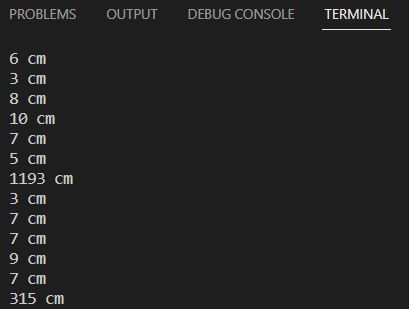 PROBLEMS OUTPUT DEBUG CONSOLE TERMINAL
6 cm
3 cm
8 cm
10 cm
7 cm
5 cm
1193 cm
3 cm
7 cm
7 cm
9 cm
7 cm
315 cm